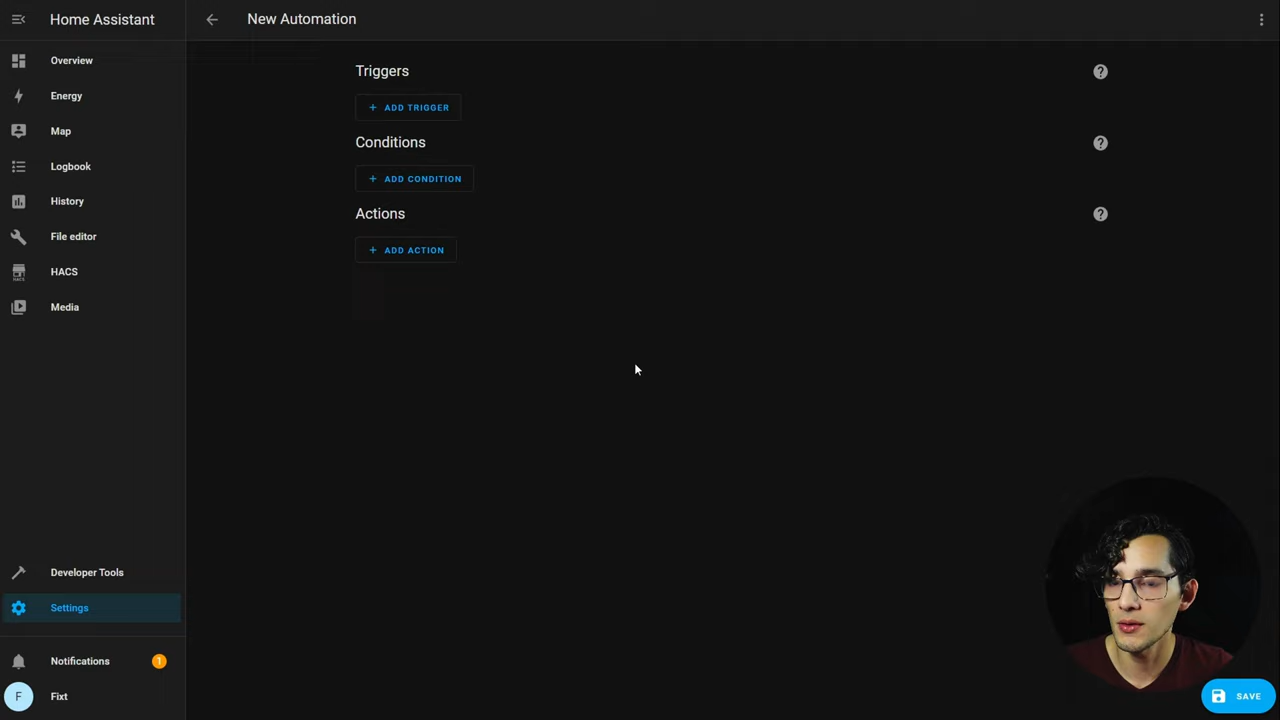 Home Assistant
New Automation
Overview
Triggers
Energy
ADD TRIGGER
Map
Conditions
Logbook
ADD CONDITION
History
Actions
File editor
ADD ACTION
HACS
HACS
Media
Developer Tools
Settings
Notifications
1
F
Fixt
SAVE